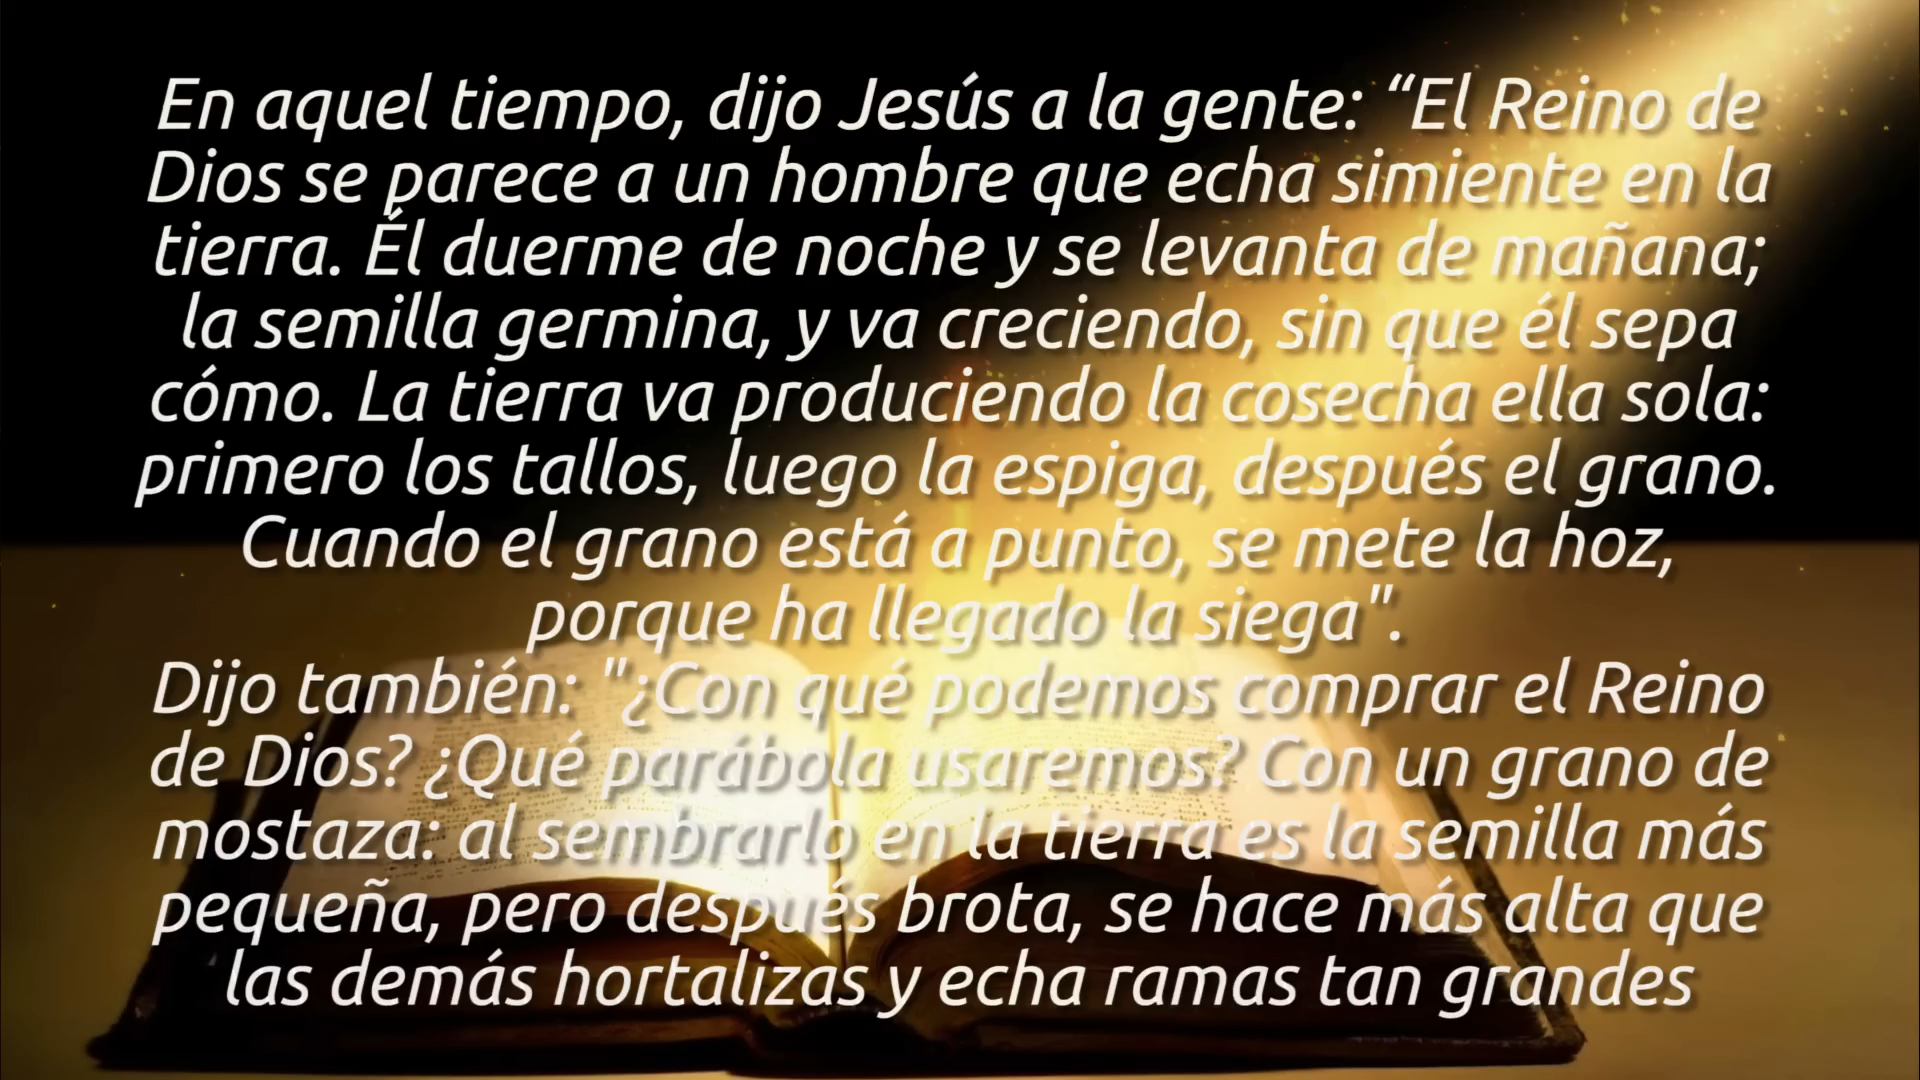 En aquel tiempo, dijo Jesús a la gente: “El Reino de
Dios se parece a un hombre que echa simiente en la
tierra. Él duerme de noche y se levanta de mañana;
la semilla germina, y va creciendo, sin que él sepa
cómo. La tierra va produciendo la cosecha ella sola:
primero los tallos, luego la espiga, después el grano.
Cuando el grano está a punto, se mete la hoz,
porque ha llegado la siega".
Dijo también: "¿Con qué podemos comprar el Reino
de Dios? ¿Qué parábola usaremos? Con un grano de
mostaza: al sembrarlo en la tierra es la semilla más
pequeña, pero después brota, se hace más alta que
las demás hortalizas y echa ramas tan grandes